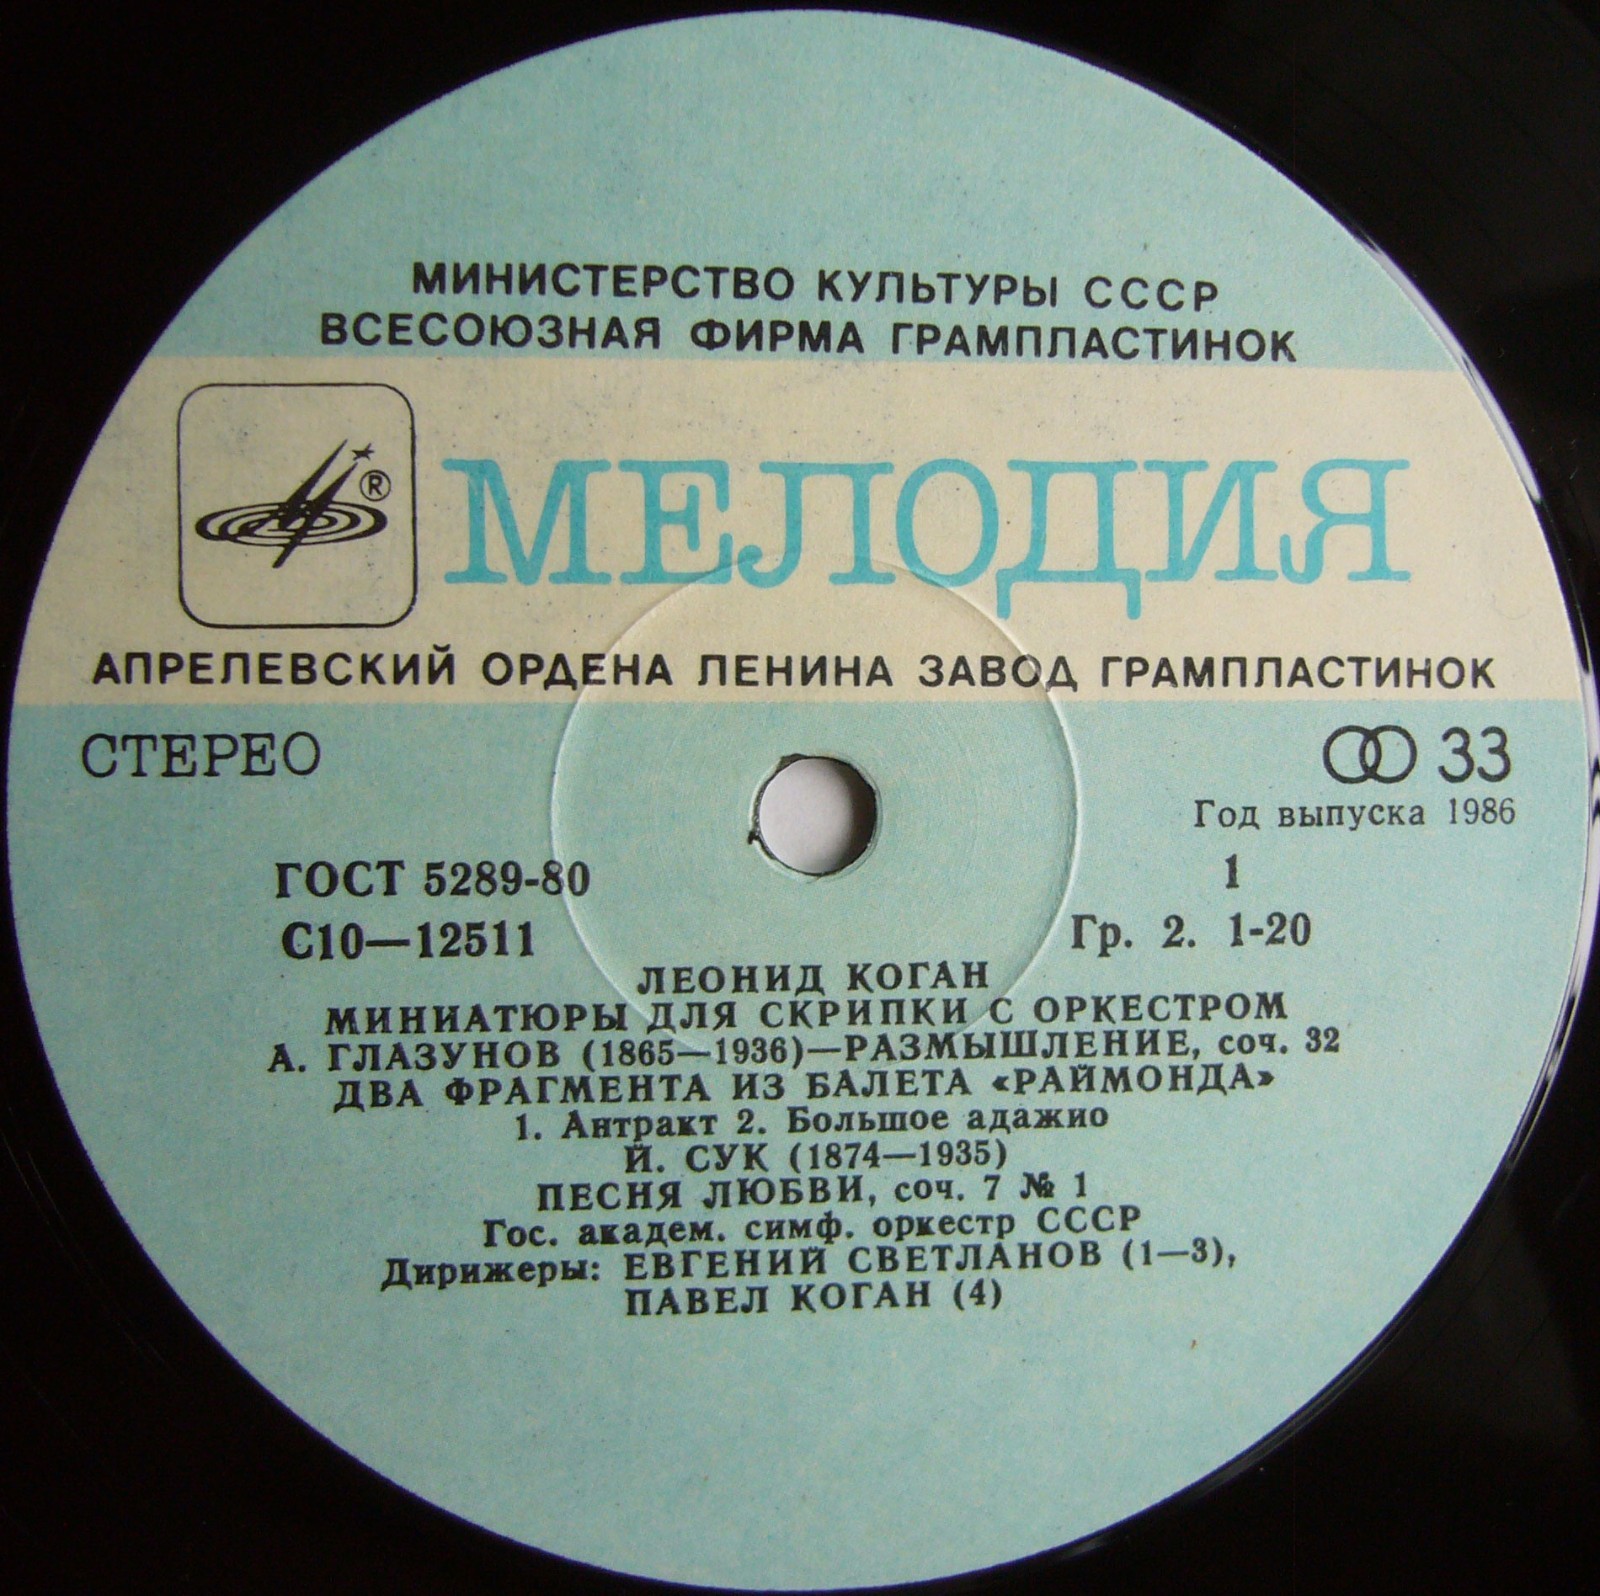 МИНИСТЕРСТВО КУЛЬТУРЫ СССР
ВСЕСОЮЗНАЯ ФИРМА ГРАМПЛАСТИНОК
®
МЕЛОДИЯ
АПРЕЛЕВСКИЙ ОРДЕНА ЛЕНИНА ЗАВОД ГРАМПЛАСТИНОК
СТЕРЕО
33
Год выпуска 1986
ГОСТ 5289-80
1
С10—12511
Гр. 2. 1-20
ЛЕОНИД КОГАН
МИНИАТЮРЫ ДЛЯ СКРИПКИ С ОРКЕСТРОМ
А. ГЛАЗУНОВ (1865—1936)—РАЗМЫШЛЕНИЕ, соч. 32
ДВА ФРАГМЕНТА ИЗ БАЛЕТА «РАЙМОНДА»
1. Антракт 2. Большое адажио
Й. СУК (1874—1935)
ПЕСНЯ ЛЮБВИ, соч. 7 № 1
Гос. академ. симф. оркестр СССР
Дирижеры: ЕВГЕНИЙ СВЕТЛАНОВ (1—3),
ПАВЕЛ КОГАН (4)